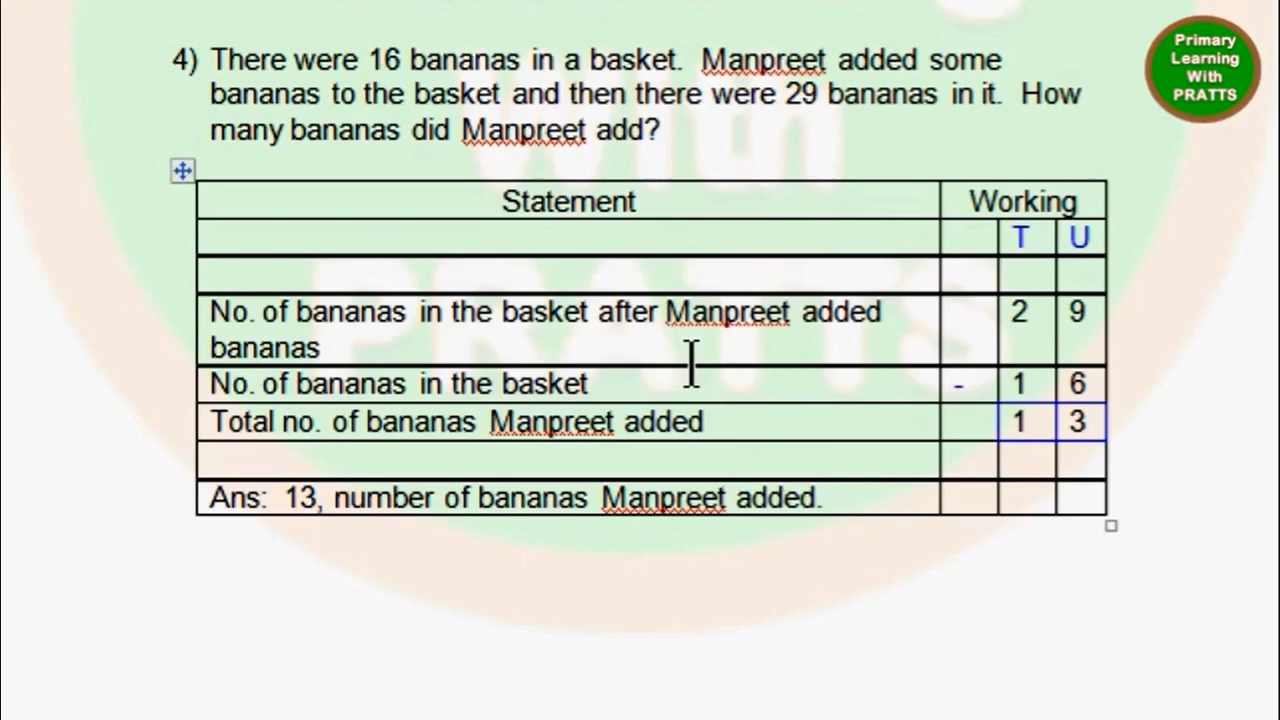 4) There were 16 bananas in a basket. Manpreet added some
bananas to the basket and then there were 29 bananas in it. How
many bananas did Manpreet add?
Primary
Learning
With
PRATTS
Statement Working
T U
No. of bananas in the basket after Manpreet added 2 9
bananas
No. of bananas in the basket - 1 6
Total no. of bananas Manpreet added 1 3
Ans: 13, number of bananas Manpreet added.
With
PRATTS